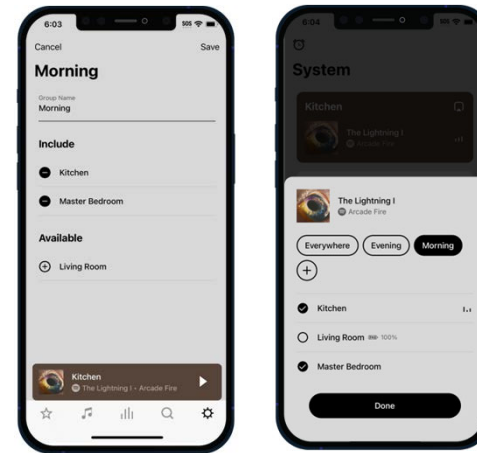 6:03
SOS
Cancel Save
Morning
Group Name
Morning
Include
Kitchen
Master Bedroom
Available
Living Room
Kitchen
The Lightning I • Arcade Fire
6:04
SOS
System
Kitchen
The Lightning I
Arcade Fire
The Lightning I
Arcade Fire
Everywhere Evening Morning
Kitchen
Living Room 100%
Master Bedroom
Done